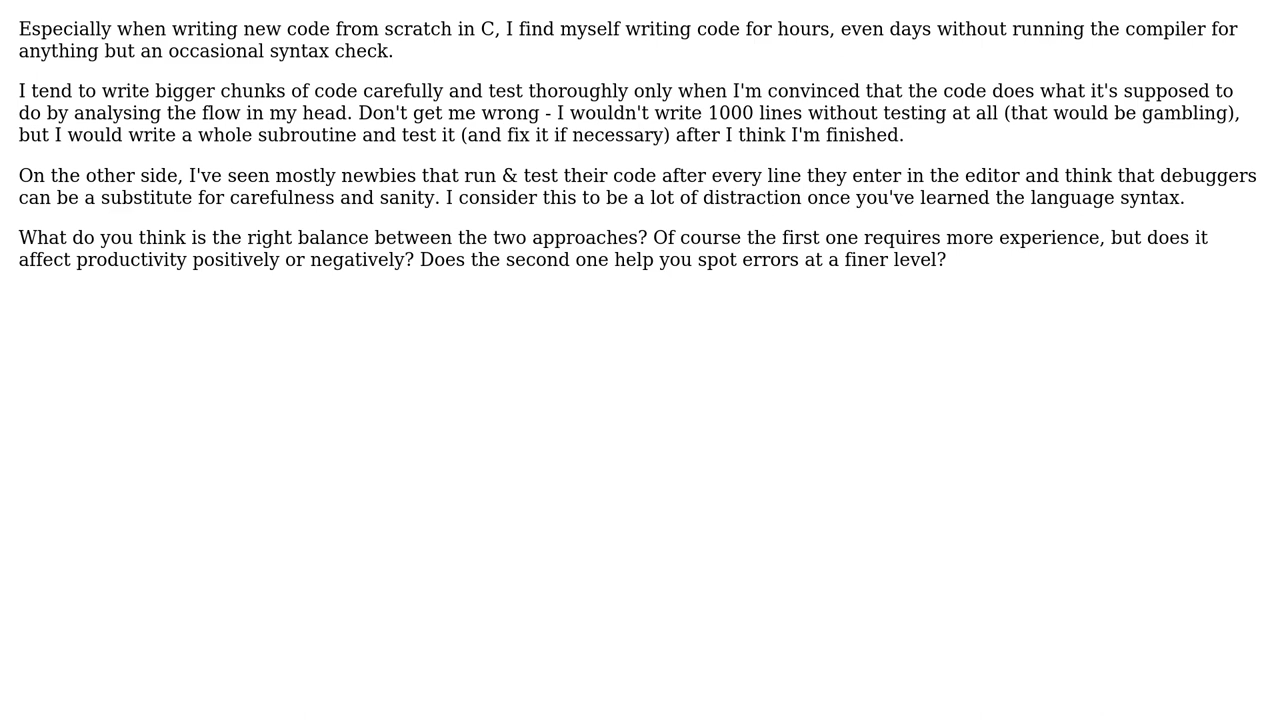 Especially when writing new code from scratch in C, I find myself writing code for hours, even days without running the compiler for
anything but an occasional syntax check.
I tend to write bigger chunks of code carefully and test thoroughly only when I'm convinced that the code does what it's supposed to
do by analysing the flow in my head. Don't get me wrong - I wouldn't write 1000 lines without testing at all (that would be gambling),
but I would write a whole subroutine and test it (and fix it if necessary) after I think I'm finished.
On the other side, I've seen mostly newbies that run & test their code after every line they enter in the editor and think that debuggers
can be a substitute for carefulness and sanity. I consider this to be a lot of distraction once you've learned the language syntax.
What do you think is the right balance between the two approaches? Of course the first one requires more experience, but does it
affect productivity positively or negatively? Does the second one help you spot errors at a finer level?